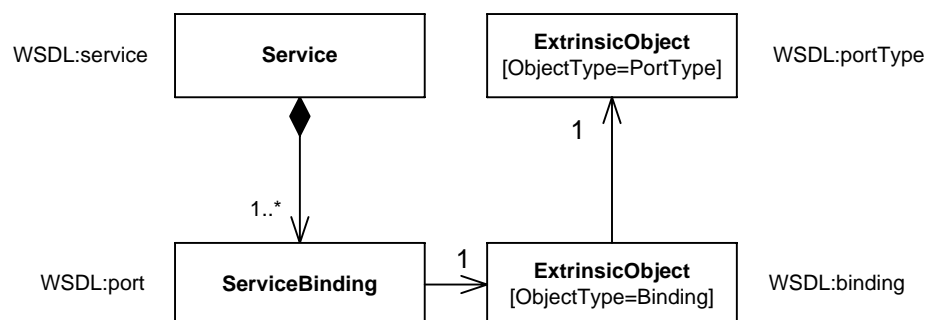 WSDL:service
Service
ExtrinsicObject
[ObjectType=PortType]
WSDL:portType
1
1..*
WSDL:port
ServiceBinding
1
ExtrinsicObject
[ObjectType=Binding]
WSDL:binding